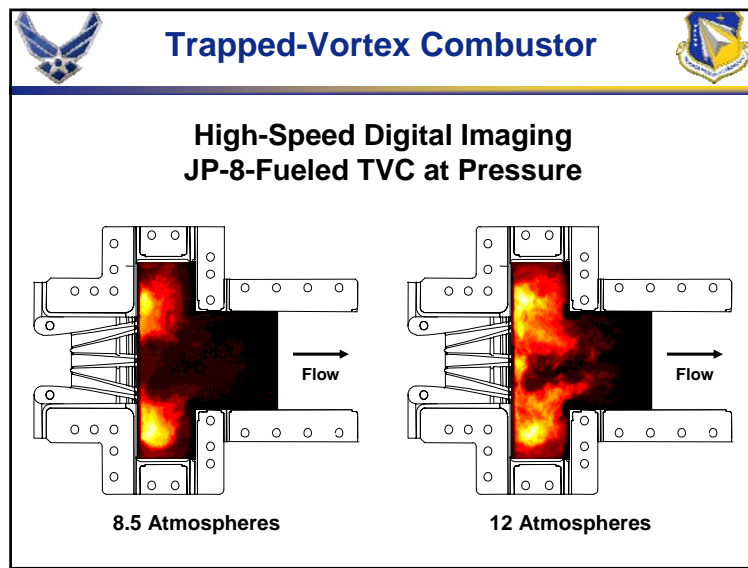 Trapped-Vortex Combustor
High-Speed Digital Imaging
JP-8-Fueled TVC at Pressure
Flow
Flow
8.5 Atmospheres
12 Atmospheres